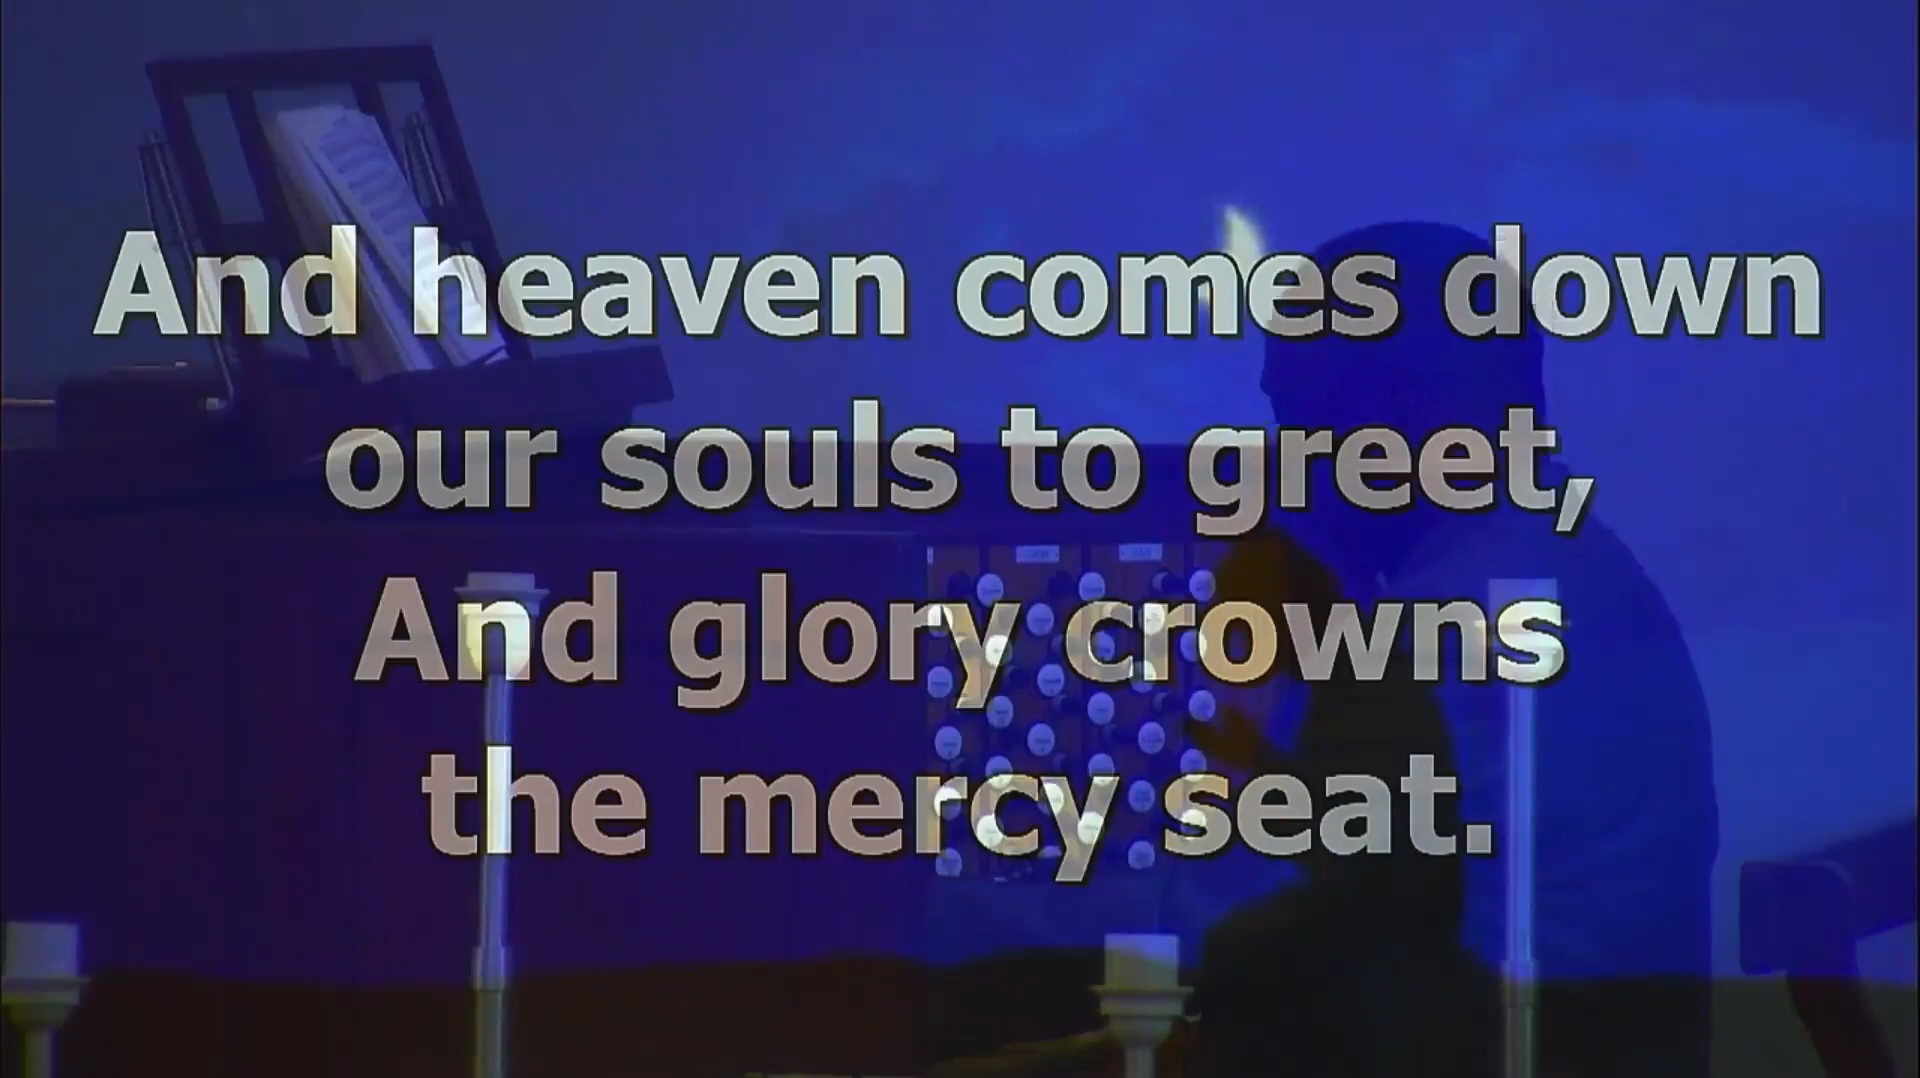 And heaven comes down
our souls to greet,
And glory crowns
the mercy seat.